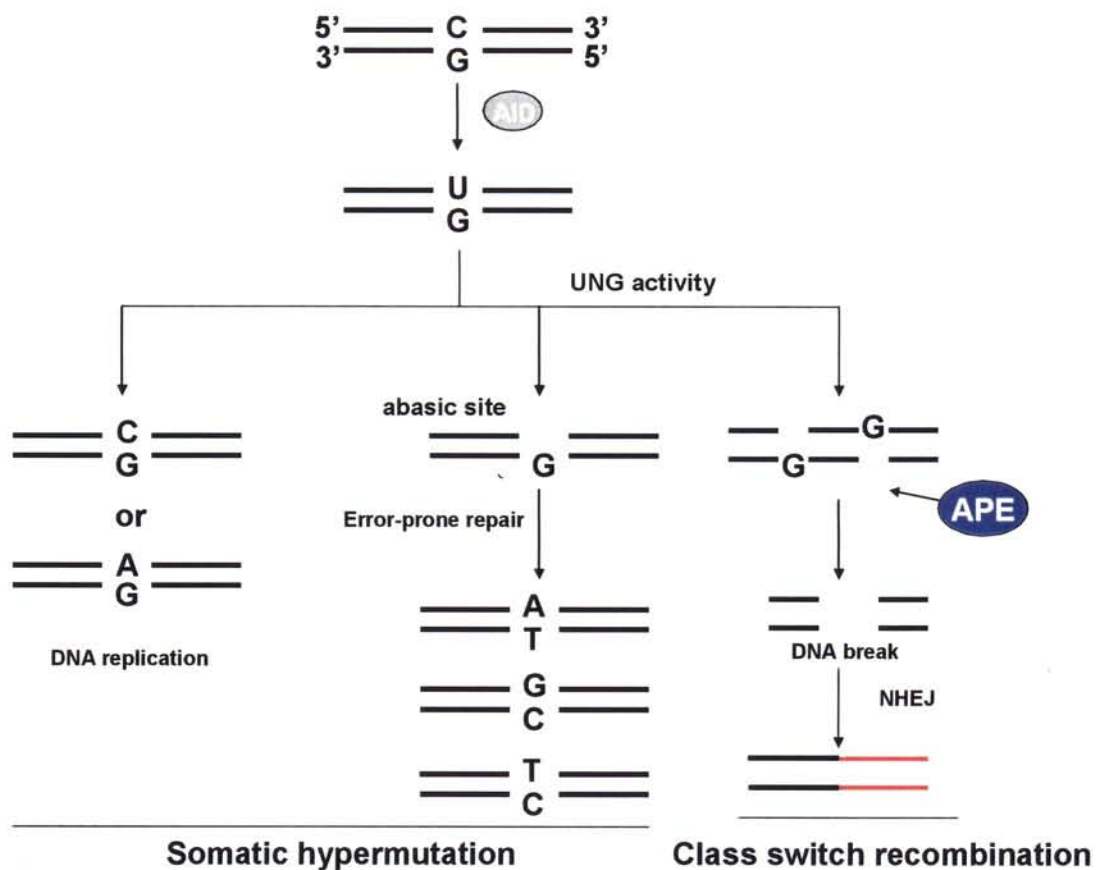 5’ C 3’
3’ G 5’
AID
U
G
UNG activity
C
G
or
A
G
DNA replication
abasic site
G
Error-prone repair
A
T
G
C
T
C
G
G
APE
DNA break
NHEJ
Somatic hypermutation
Class switch recombination